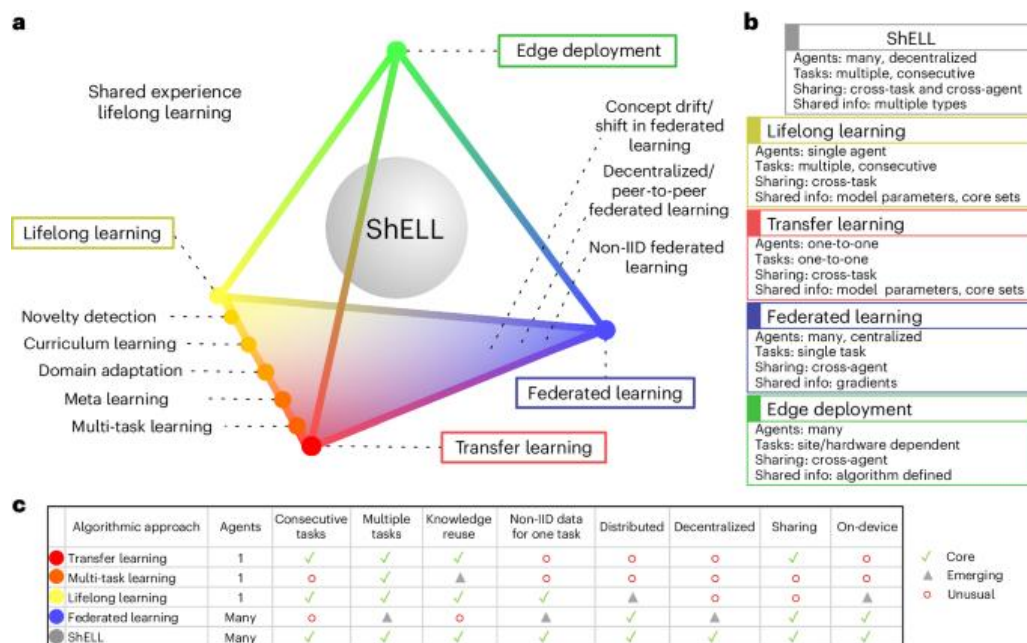 a
Edge deployment
Shared experience
lifelong learning
Concept drift/
shift in federated
learning
Decentralized/
peer-to-peer
federated learning
Non-IID federated
learning
ShELL
Lifelong learning
Novelty detection
Curriculum learning
Domain adaptation
Meta learning
Multi-task learning
Federated learning
Transfer learning
b
ShELL
Agents: many, decentralized
Tasks: multiple, consecutive
Sharing: cross-task and cross-agent
Shared info: multiple types
Lifelong learning
Agents: single agent
Tasks: multiple, consecutive
Sharing: cross-task
Shared info: model parameters, core sets
Transfer learning
Agents: one-to-one
Tasks: one-to-one
Sharing: cross-task
Shared info: model parameters, core sets
Federated learning
Agents: many, centralized
Tasks: single task
Sharing: cross-agent
Shared info: gradients
Edge deployment
Agents: many
Tasks: site/hardware dependent
Sharing: cross-agent
Shared info: algorithm defined
c
Algorithmic approach Agents Consecutive tasks Multiple tasks Knowledge reuse Non-IID data for one task Distributed Decentralized Sharing On-device
Transfer learning 1 ✓ ✓ ✓ ○ ○ ○ ✓ ○
Multi-task learning 1 ○ ✓ ▲ ○ ○ ○ ○ ○
Lifelong learning 1 ✓ ✓ ✓ ✓ ▲ ○ ○ ▲
Federated learning Many ○ ▲ ○ ▲ ✓ ▲ ✓ ✓
ShELL Many ✓ ✓ ✓ ✓ ✓ ✓ ✓ ✓
✓ Core
▲ Emerging
○ Unusual